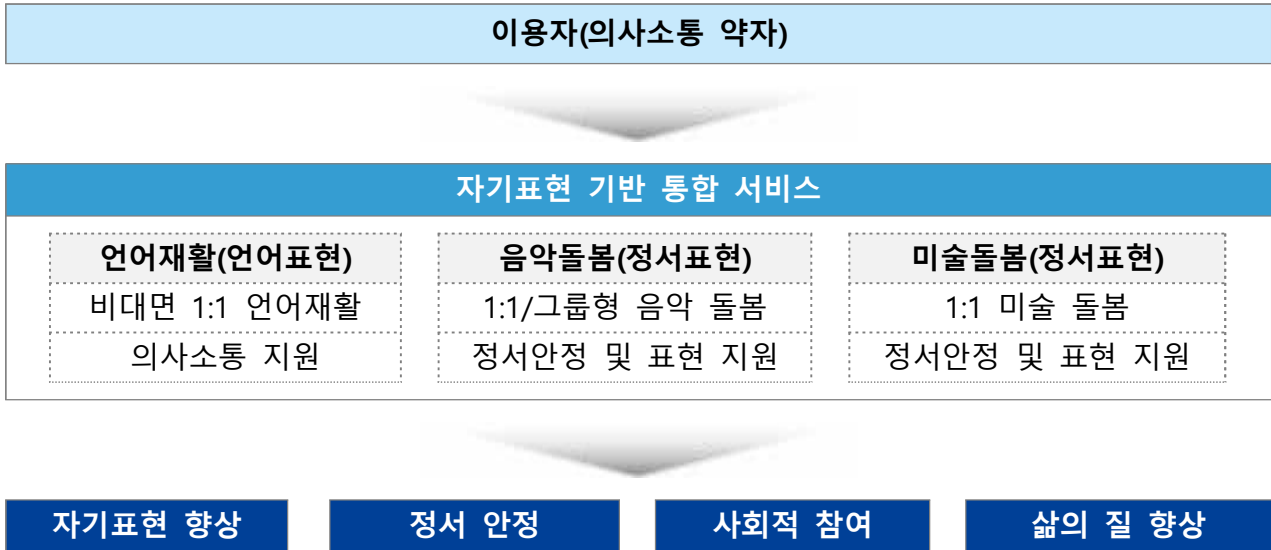 이용자(의사소통 약자)
자기표현 기반 통합 서비스
언어재활(언어표현)
비대면 1:1 언어재활
의사소통 지원
음악돌봄(정서표현)
1:1/그룹형 음악 돌봄
정서안정 및 표현 지원
미술돌봄(정서표현)
1:1 미술 돌봄
정서안정 및 표현 지원
자기표현 향상
정서 안정
사회적 참여
삶의 질 향상